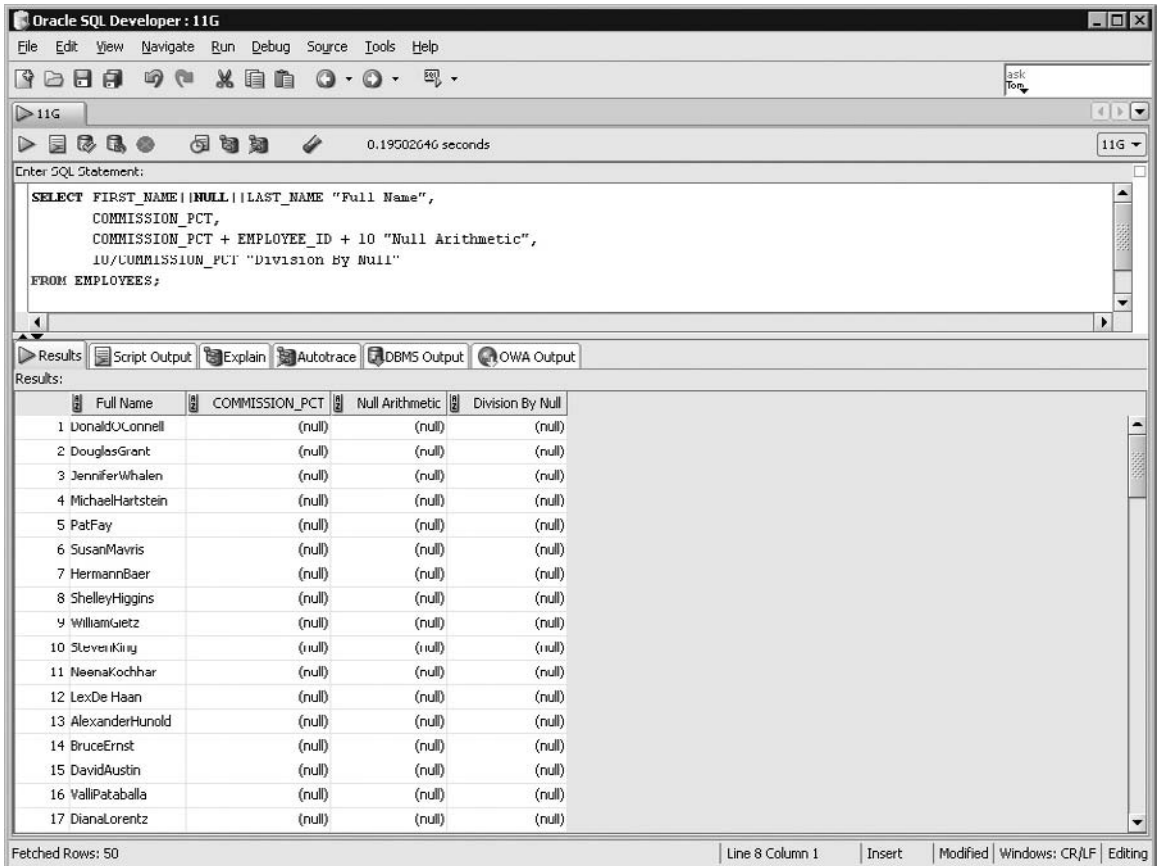 Oracle SQL Developer : 11G
File Edit View Navigate Run Debug Source Tools Help
ask
Tom
11G
0.19502646 seconds
11G
Enter SQL Statement:
SELECT FIRST_NAME||NULL||LAST_NAME "Full Name",
COMMISSION_PCT,
COMMISSION_PCT + EMPLOYEE_ID + 10 "Null Arithmetic",
10/COMMISSION_PCT "Division By Null"
FROM EMPLOYEES;
Results Script Output Explain Autotrace DBMS Output OWA Output
Results:
Full Name COMMISSION_PCT Null Arithmetic Division By Null
1 DonaldOConnell (null) (null) (null)
2 DouglasGrant (null) (null) (null)
3 JenniferWhalen (null) (null) (null)
4 MichaelHartstein (null) (null) (null)
5 PatFay (null) (null) (null)
6 SusanMavris (null) (null) (null)
7 HermannBaer (null) (null) (null)
8 ShelleyHiggins (null) (null) (null)
9 WilliamGietz (null) (null) (null)
10 StevenKing (null) (null) (null)
11 NeenaKochhar (null) (null) (null)
12 LexDe Haan (null) (null) (null)
13 AlexanderHunold (null) (null) (null)
14 BruceErnst (null) (null) (null)
15 DavidAustin (null) (null) (null)
16 ValliPataballa (null) (null) (null)
17 DianaLorentz (null) (null) (null)
Fetched Rows: 50 Line 8 Column 1 Insert Modified Windows: CR/LF Editing